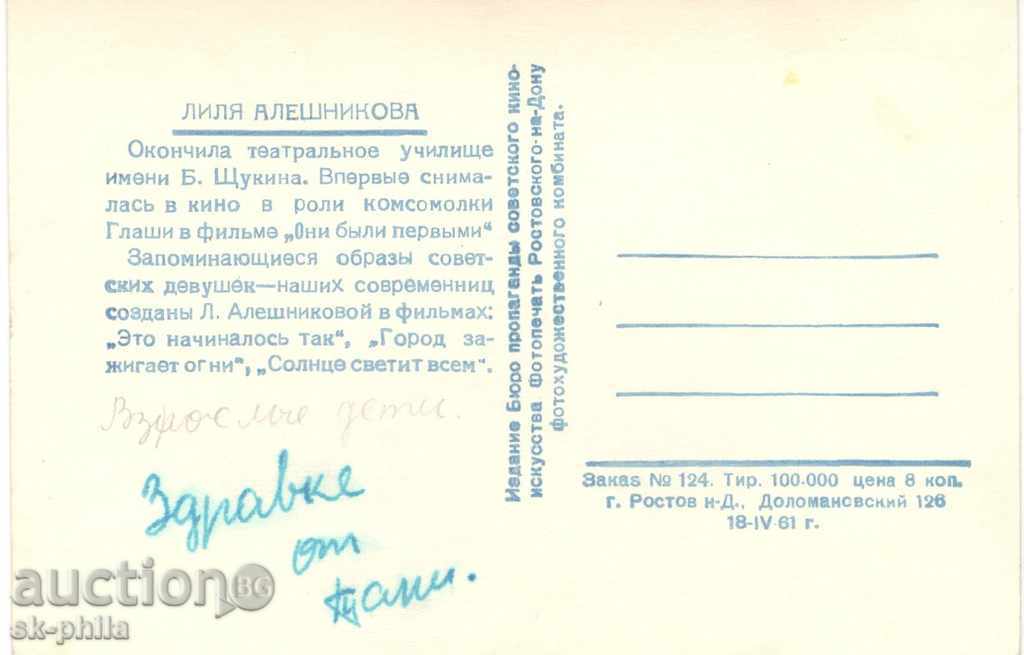 ЛИЛЯ АЛЕШНИКОВА
Окончила театральное училище
имени Б. Щукина. Впервые снима-
лась в кино в роли комсомолки
Глаши в фильме „Они были первыми“
Запоминающиеся образы совет-
ских девушек—наших современниц
созданы Л. Алешниковой в фильмах:
„Это начиналось так“, „Город за-
жигает огни“, „Солнце светит всем“.
Взрослые дети.
Здравке
от
Тани.
Издание Бюро пропаганды советского кино-
искусства Фотопечать Ростовского-на-Дону
фотохудожественного комбината.
Заказ № 124. Тир. 100.000 цена 8 коп.
г. Ростов н-Д., Доломановский 126
18-IV-61 г.
auction BG
sk-phila